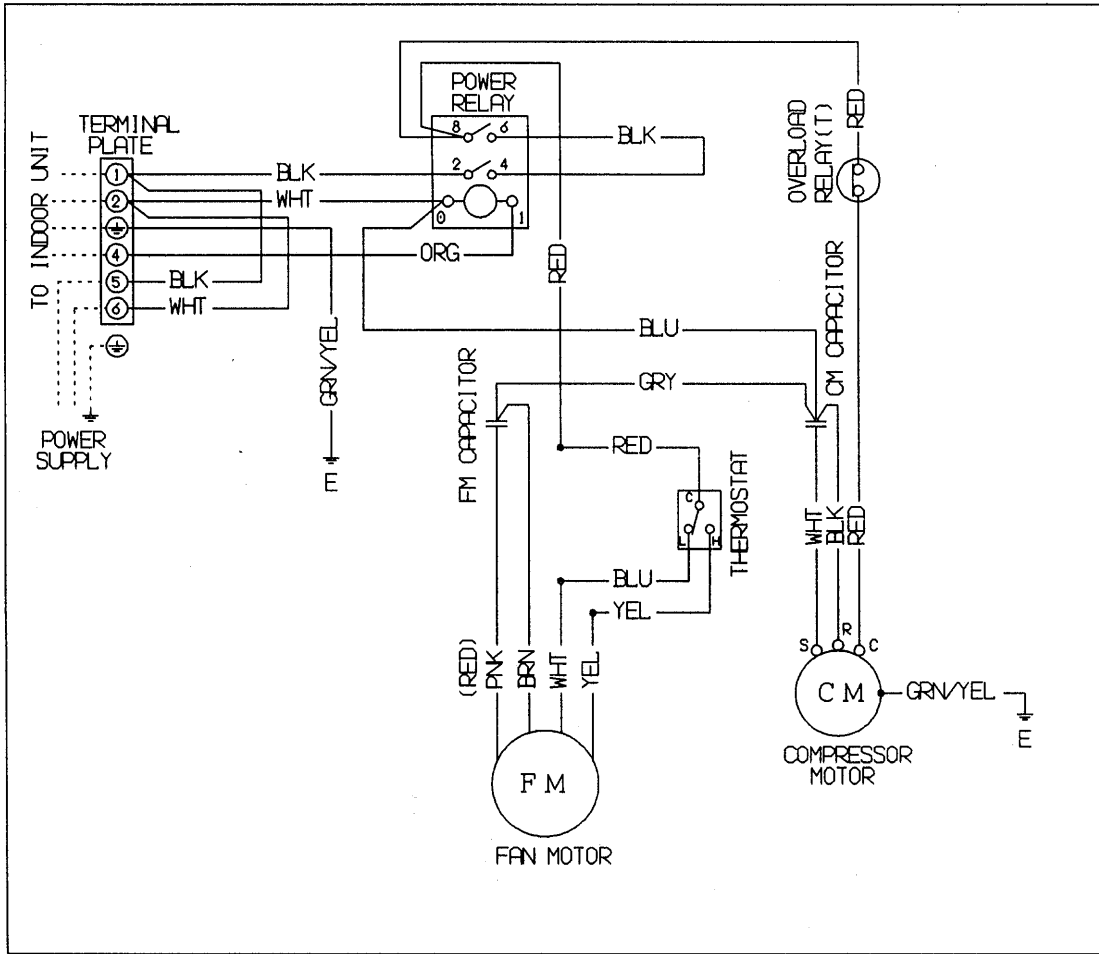 POWER
RELAY
8 6
BLK
2 4
0 1
TERMINAL
PLATE
TO INDOOR UNIT
1
2
4
5
6
BLK
WHT
ORG
BLK
WHT
POWER
SUPPLY
GRN/YEL
E
RED
OVERLOAD
RELAY(T)
RED
BLU
GRY
CM CAPACITOR
FM CAPACITOR
RED
C
L H
THERMOSTAT
BLU
YEL
WHT
BLK
RED
(RED)
PNK
BRN
WHT
YEL
S R C
CM
GRN/YEL
E
COMPRESSOR
MOTOR
FM
FAN MOTOR